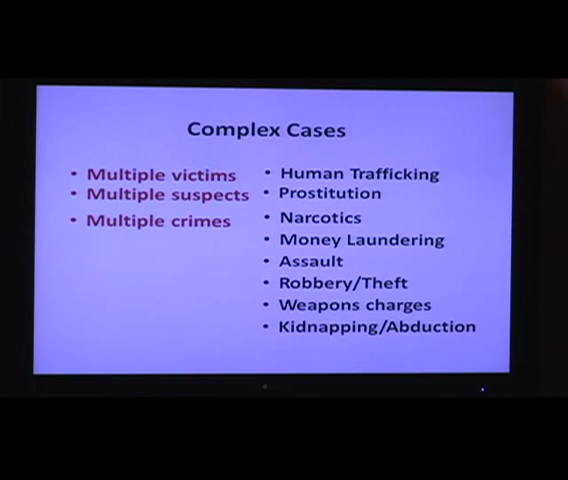 Complex Cases
• Multiple victims
• Multiple suspects
• Multiple crimes
• Human Trafficking
• Prostitution
• Narcotics
• Money Laundering
• Assault
• Robbery/Theft
• Weapons charges
• Kidnapping/Abduction